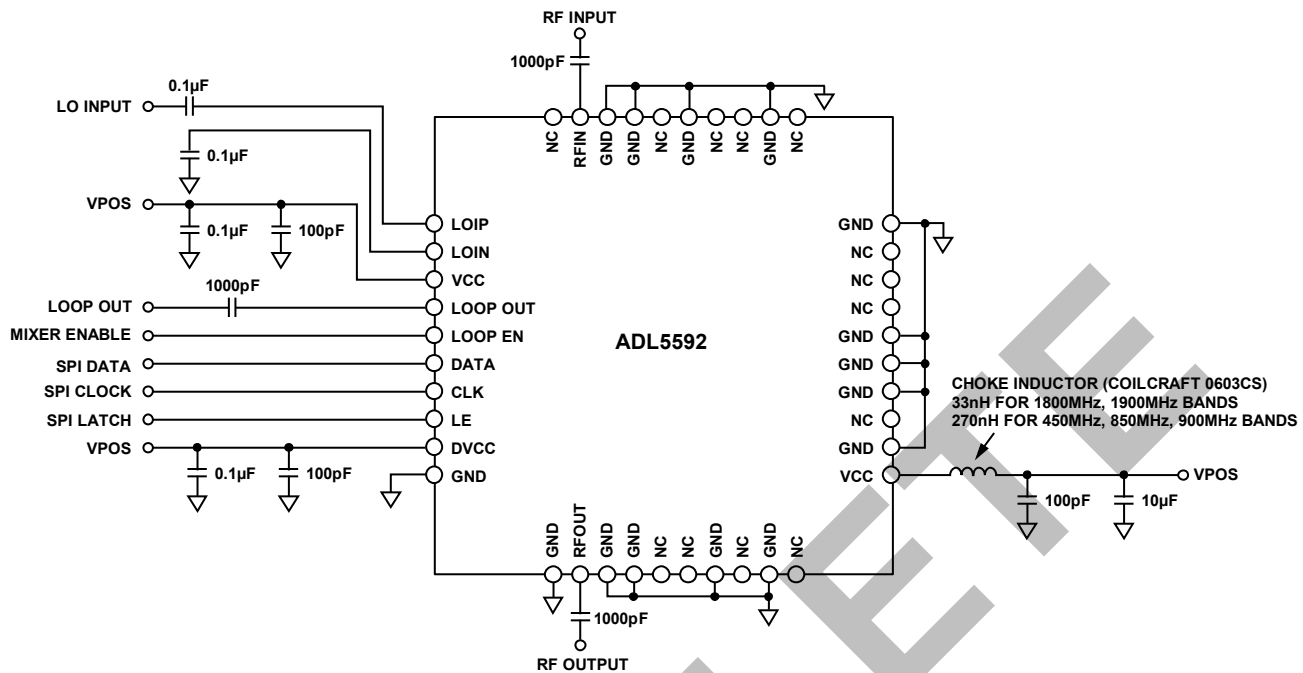 RF INPUT
1000pF
0.1µF
LO INPUT
0.1µF
VPOS
0.1µF
100pF
1000pF
LOOP OUT
MIXER ENABLE
SPI DATA
SPI CLOCK
SPI LATCH
VPOS
0.1µF
100pF
NC
RFIN
GND
GND
NC
GND
NC
NC
GND
NC
LOIP
LOIN
VCC
LOOP OUT
LOOP EN
DATA
CLK
LE
DVCC
GND
ADL5592
GND
NC
NC
NC
GND
GND
GND
NC
GND
VCC
CHOKE INDUCTOR (COILCRAFT 0603CS)
33nH FOR 1800MHz, 1900MHz BANDS
270nH FOR 450MHz, 850MHz, 900MHz BANDS
VPOS
100pF
10µF
GND
RFOUT
GND
GND
NC
NC
GND
NC
GND
NC
1000pF
RF OUTPUT
ETE